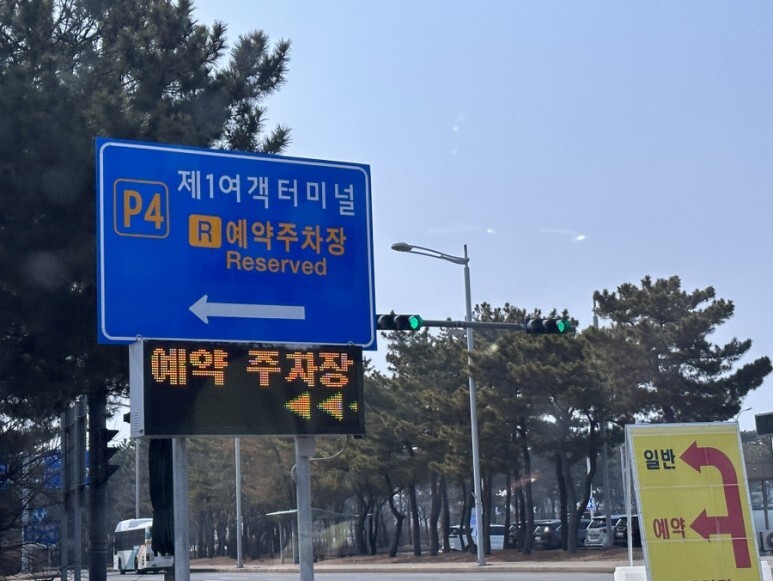 P4
제1여객터미널
R 예약주차장
Reserved
예약 주차장
일반
예약